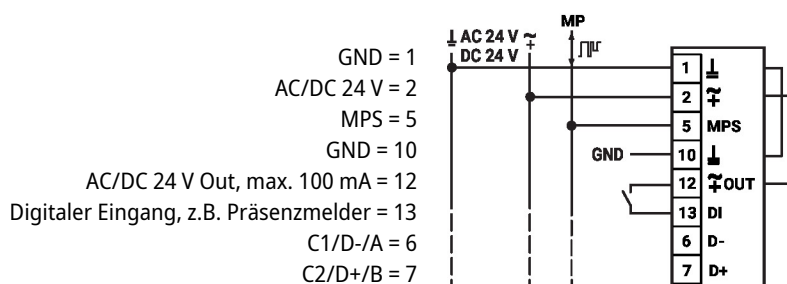 GND = 1
AC/DC 24 V = 2
MPS = 5
GND = 10
AC/DC 24 V Out, max. 100 mA = 12
Digitaler Eingang, z.B. Präsenzmelder = 13
C1/D-/A = 6
C2/D+/B = 7
MP
⊥ AC 24 V ~
DC 24 V +
1 ⊥
2 ~+
5 MPS
GND 10 ⊥
12 ~+ OUT
13 DI
6 D-
7 D+